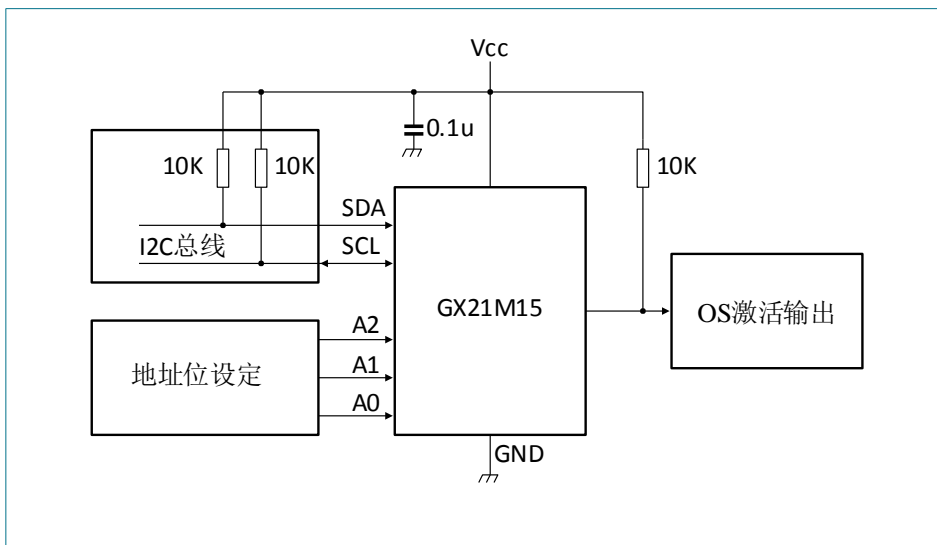 Vcc
0.1u
10K
10K
10K
SDA
I2C总线
SCL
GX21M15
OS激活输出
A2
地址位设定
A1
A0
GND